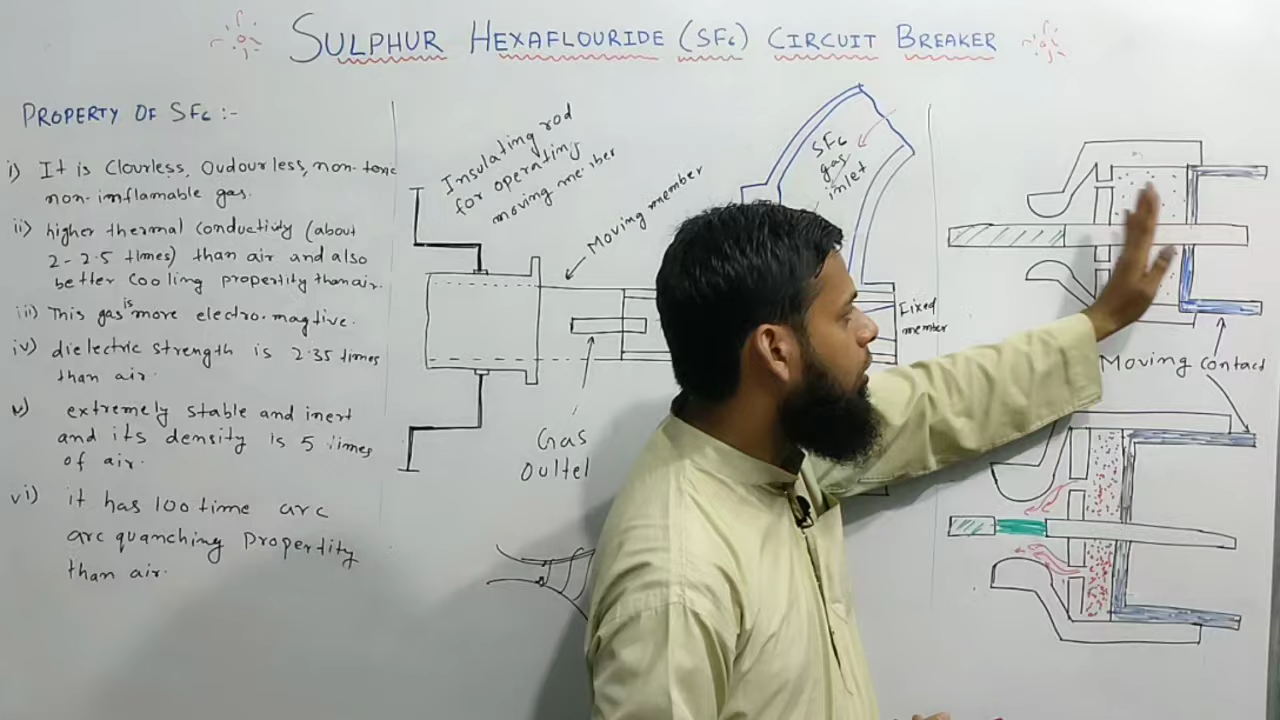 SULPHUR HEXAFLOURIDE (SF6) CIRCUIT BREAKER
PROPERTY OF SF6 :-
i) It is Clourless, Oudourless, non-toxic
non-imflamable gas.
ii) higher thermal conductivity (about
2-2.5 times) than air and also
better cooling propertity than air.
iii) This gas is more electro.magtive.
iv) dielectric strength is 2.35 times
than air.
v) extremely stable and inert
and its density is 5 times
of air.
vi) it has 100 time arc
arc quanching Propertity
than air.
Insulating rod
for operating
moving member
Moving member
Gas
Oultel
SF6
gas
inlet
Fixed
member
Moving Contact